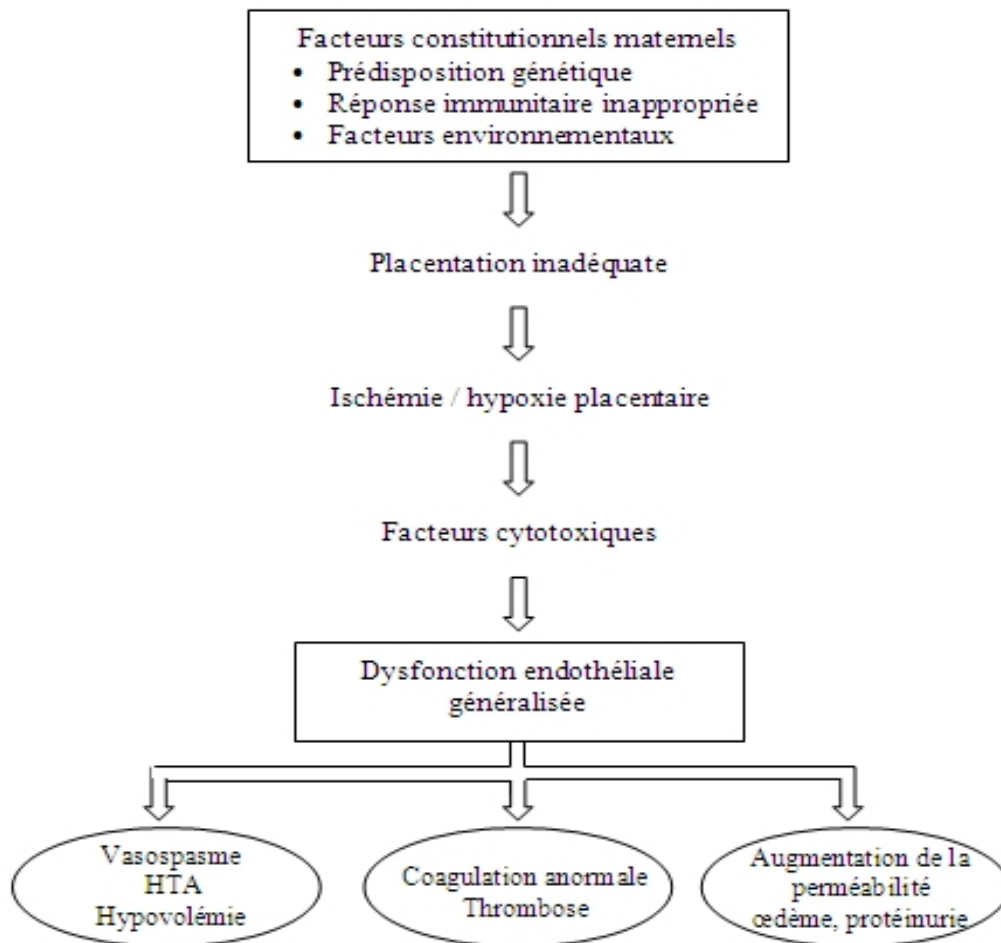 Facteurs constitutionnels maternels
• Prédisposition génétique
• Réponse immunitaire inappropriée
• Facteurs environnementaux
Placentation inadéquate
Ischémie / hypoxie placentaire
Facteurs cytotoxiques
Dysfonction endothéliale
généralisée
Vasospasme
HTA
Hypovolémie
Coagulation anormale
Thrombose
Augmentation de la
perméabilité
œdème, protéinurie